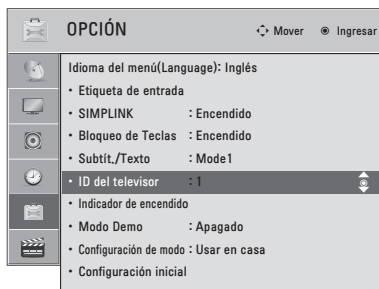 OPCIÓN Mover Ingresar
Idioma del menú(Language): Inglés
• Etiqueta de entrada
• SIMPLINK : Encendido
• Bloqueo de Teclas : Encendido
• Subtít./Texto : Mode1
• ID del televisor : 1
• Indicador de encendido
• Modo Demo : Apagado
• Configuración de modo : Usar en casa
• Configuración inicial